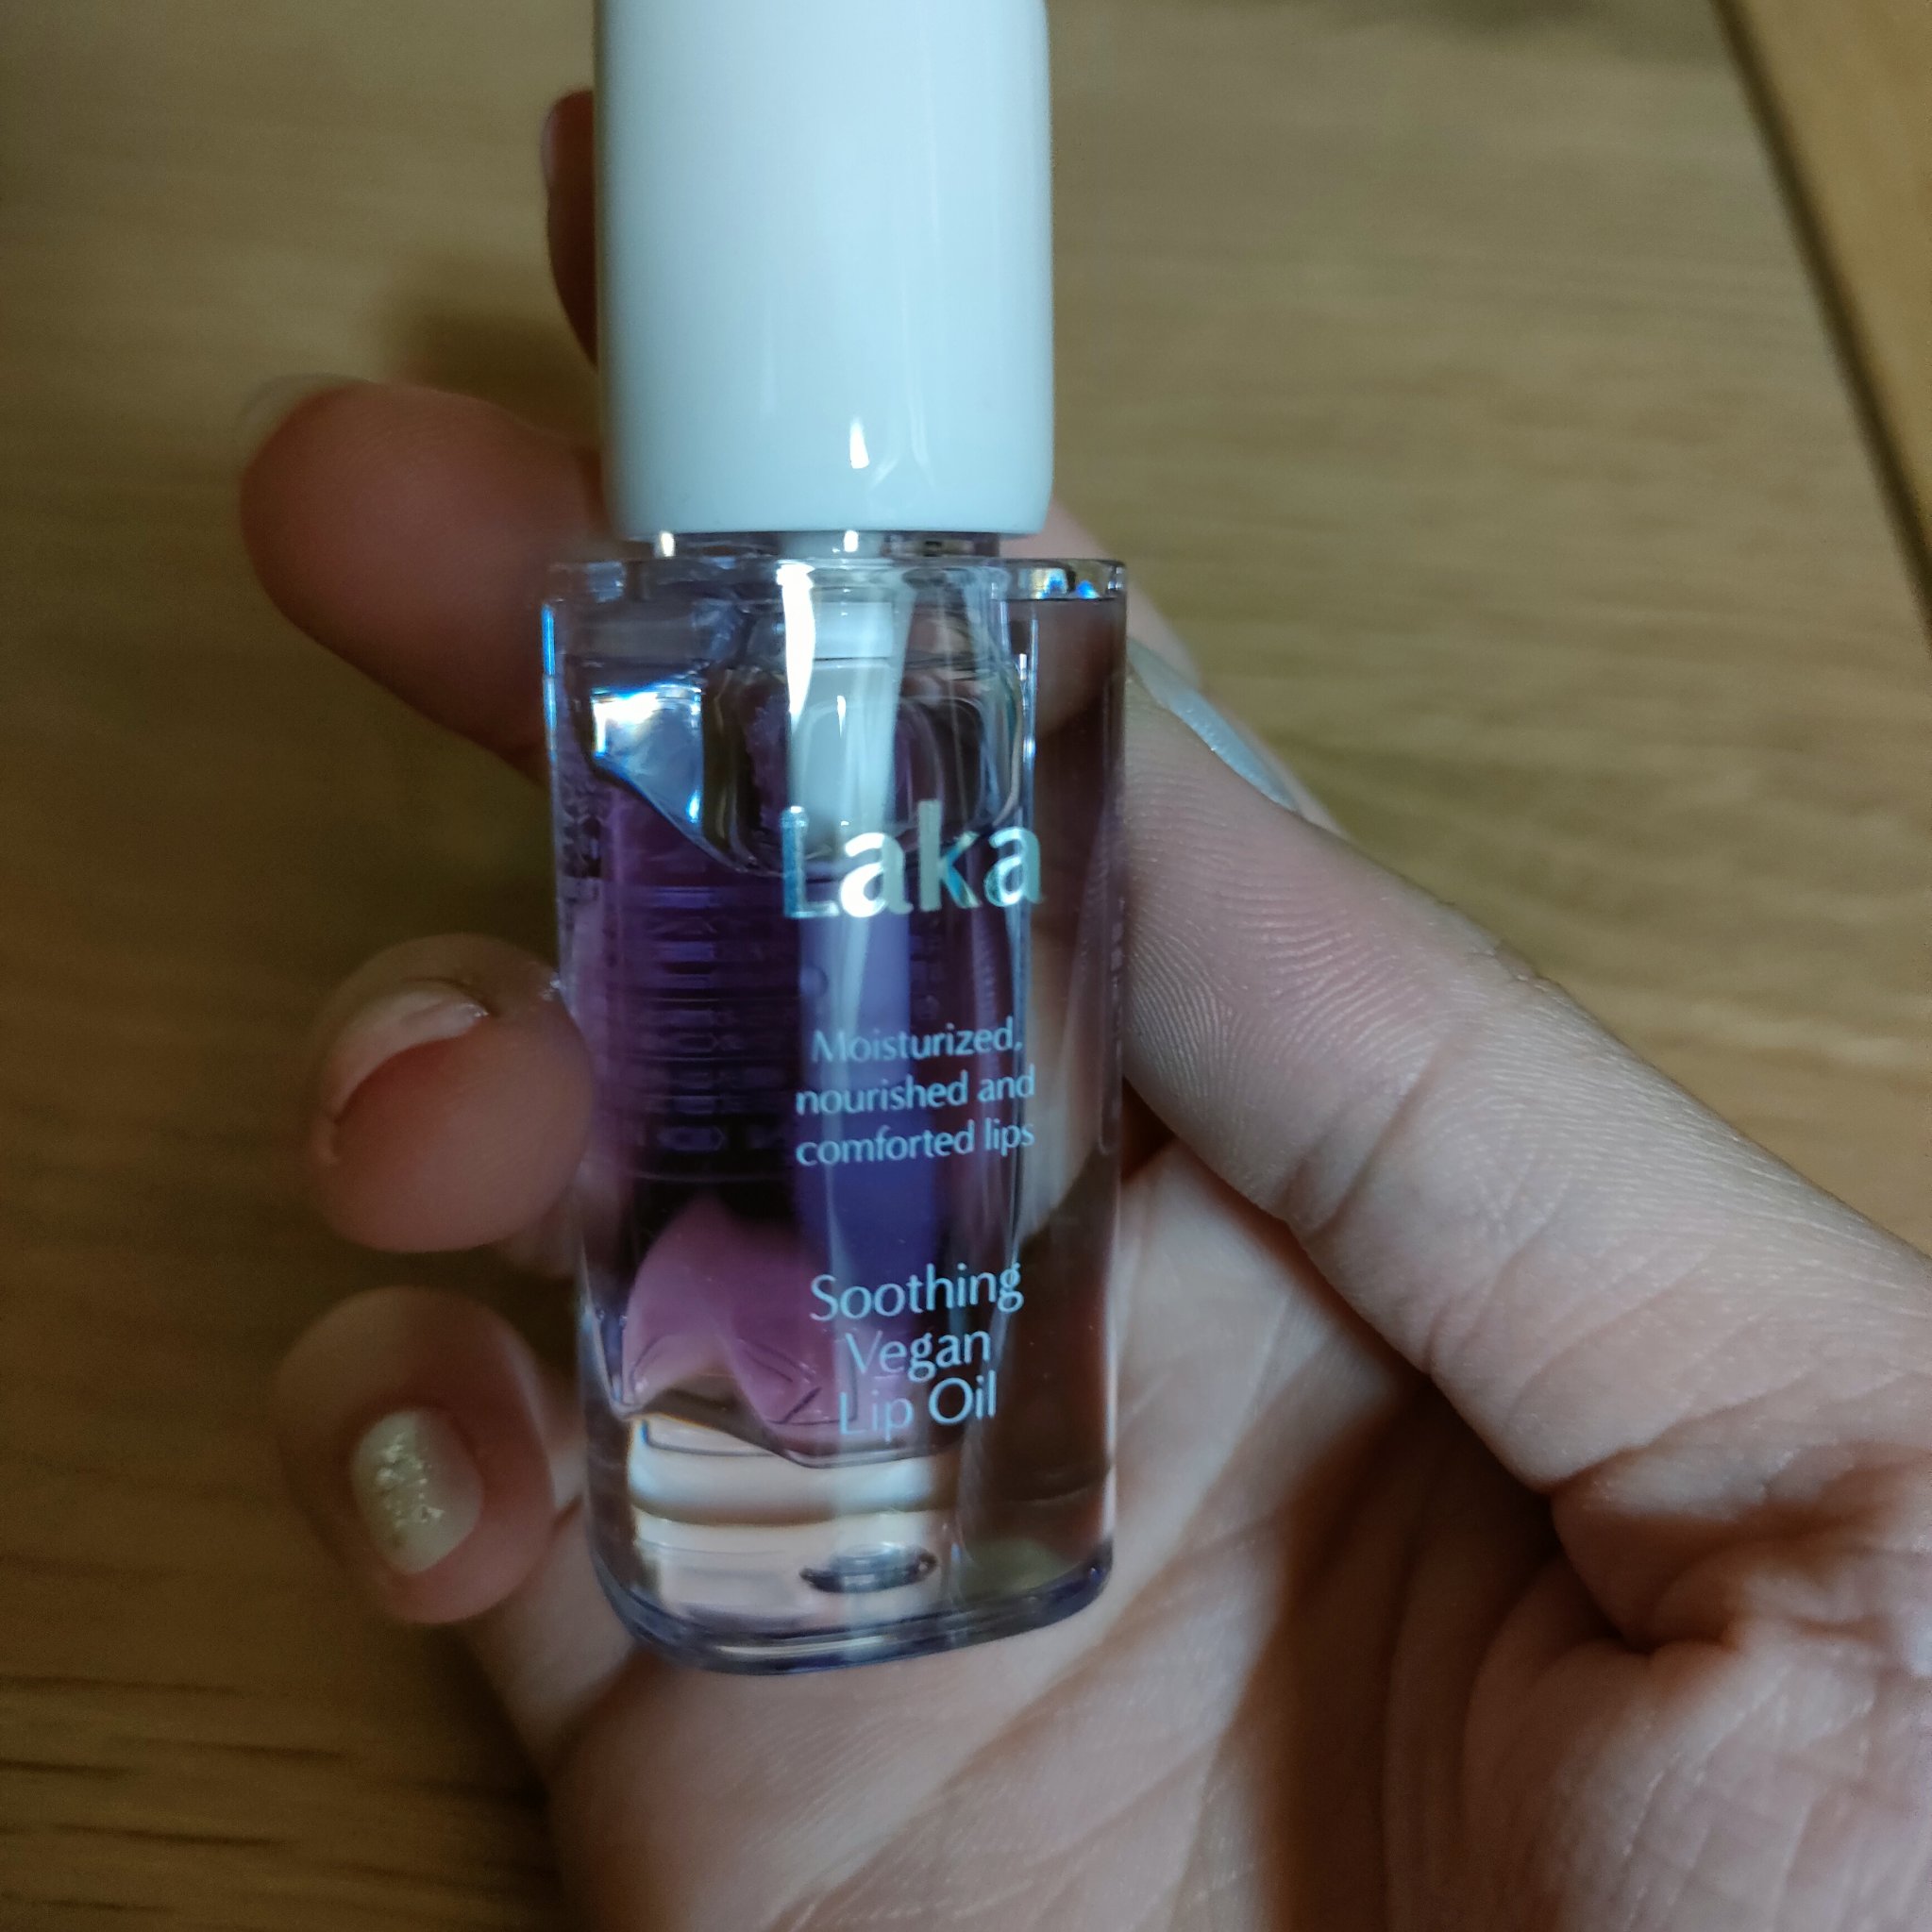 Laka
Moisturized,
nourished and
comforted lips
Soothing
Vegan
Lip Oil